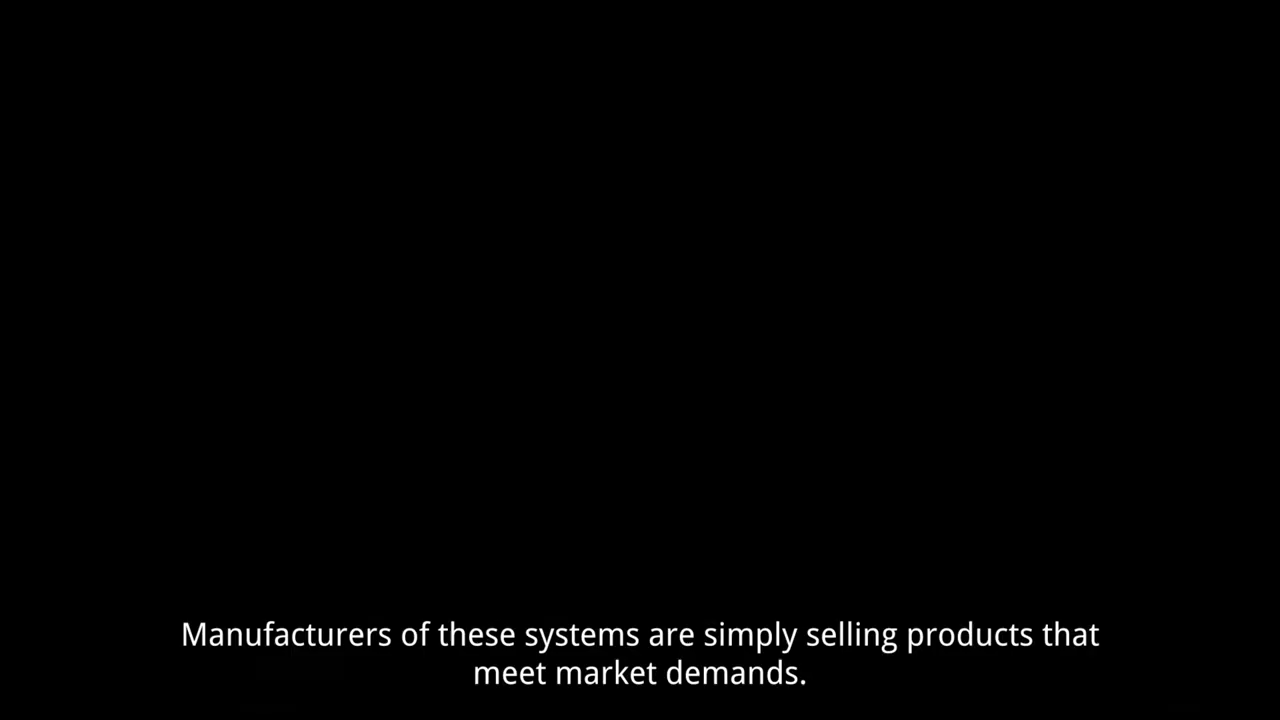 Manufacturers of these systems are simply selling products that
meet market demands.